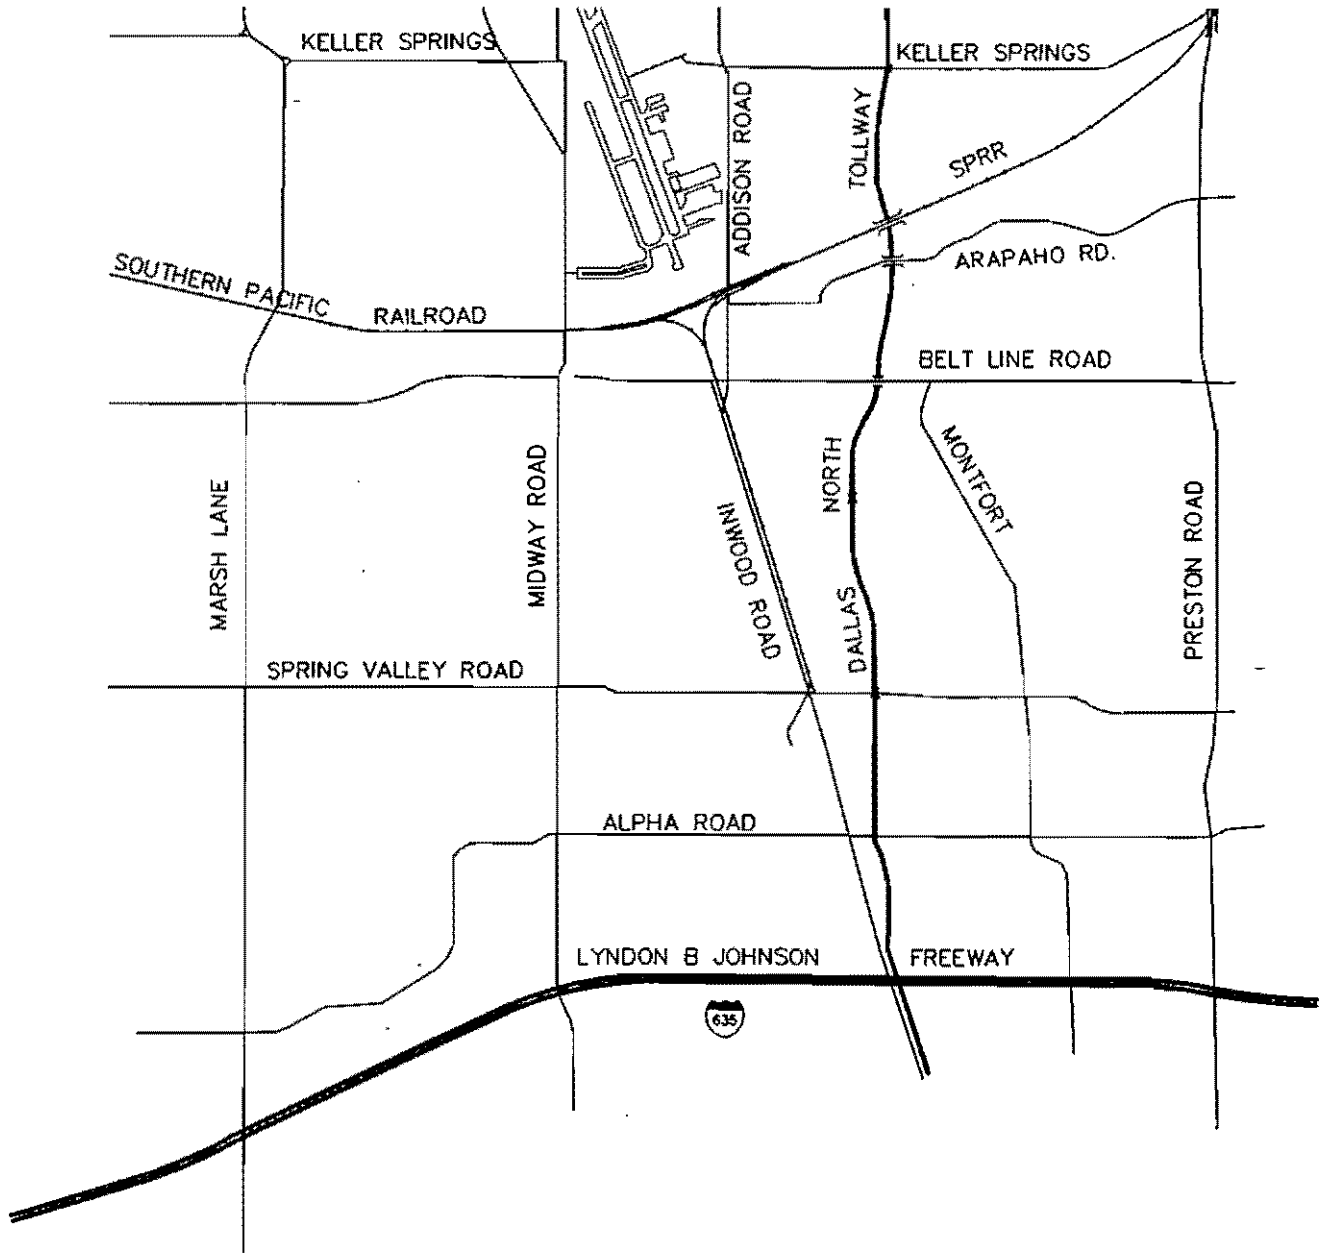 KELLER SPRINGS
KELLER SPRINGS
ADDISON ROAD
TOLLWAY
SPRR
ARAPAHO RD.
SOUTHERN PACIFIC
RAILROAD
BELT LINE ROAD
MARSH LANE
MIDWAY ROAD
INWOOD ROAD
NORTH
DALLAS
MONTFORT
PRESTON ROAD
SPRING VALLEY ROAD
ALPHA ROAD
LYNDON B JOHNSON
FREEWAY
635